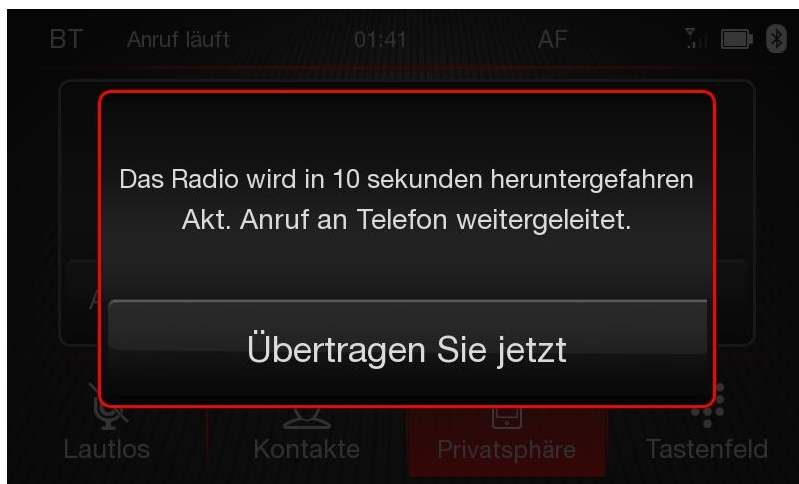 BT Anruf läuft 01:41 AF
Das Radio wird in 10 sekunden heruntergefahren
Akt. Anruf an Telefon weitergeleitet.
Übertragen Sie jetzt
Lautlos Kontakte Privatsphäre Tastenfeld